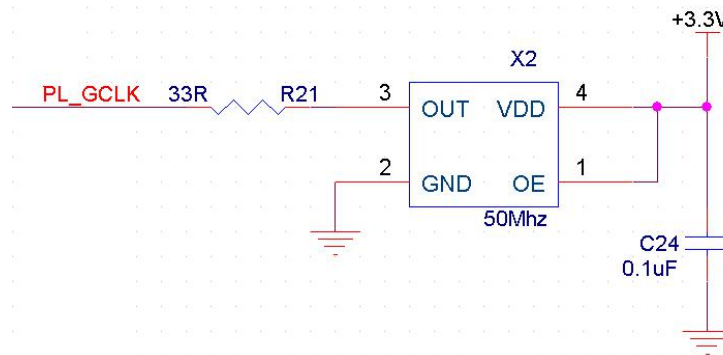 +3.3V
X2
PL_GCLK 33R R21 3 OUT VDD 4
2 GND OE 1
50Mhz
C24
0.1uF